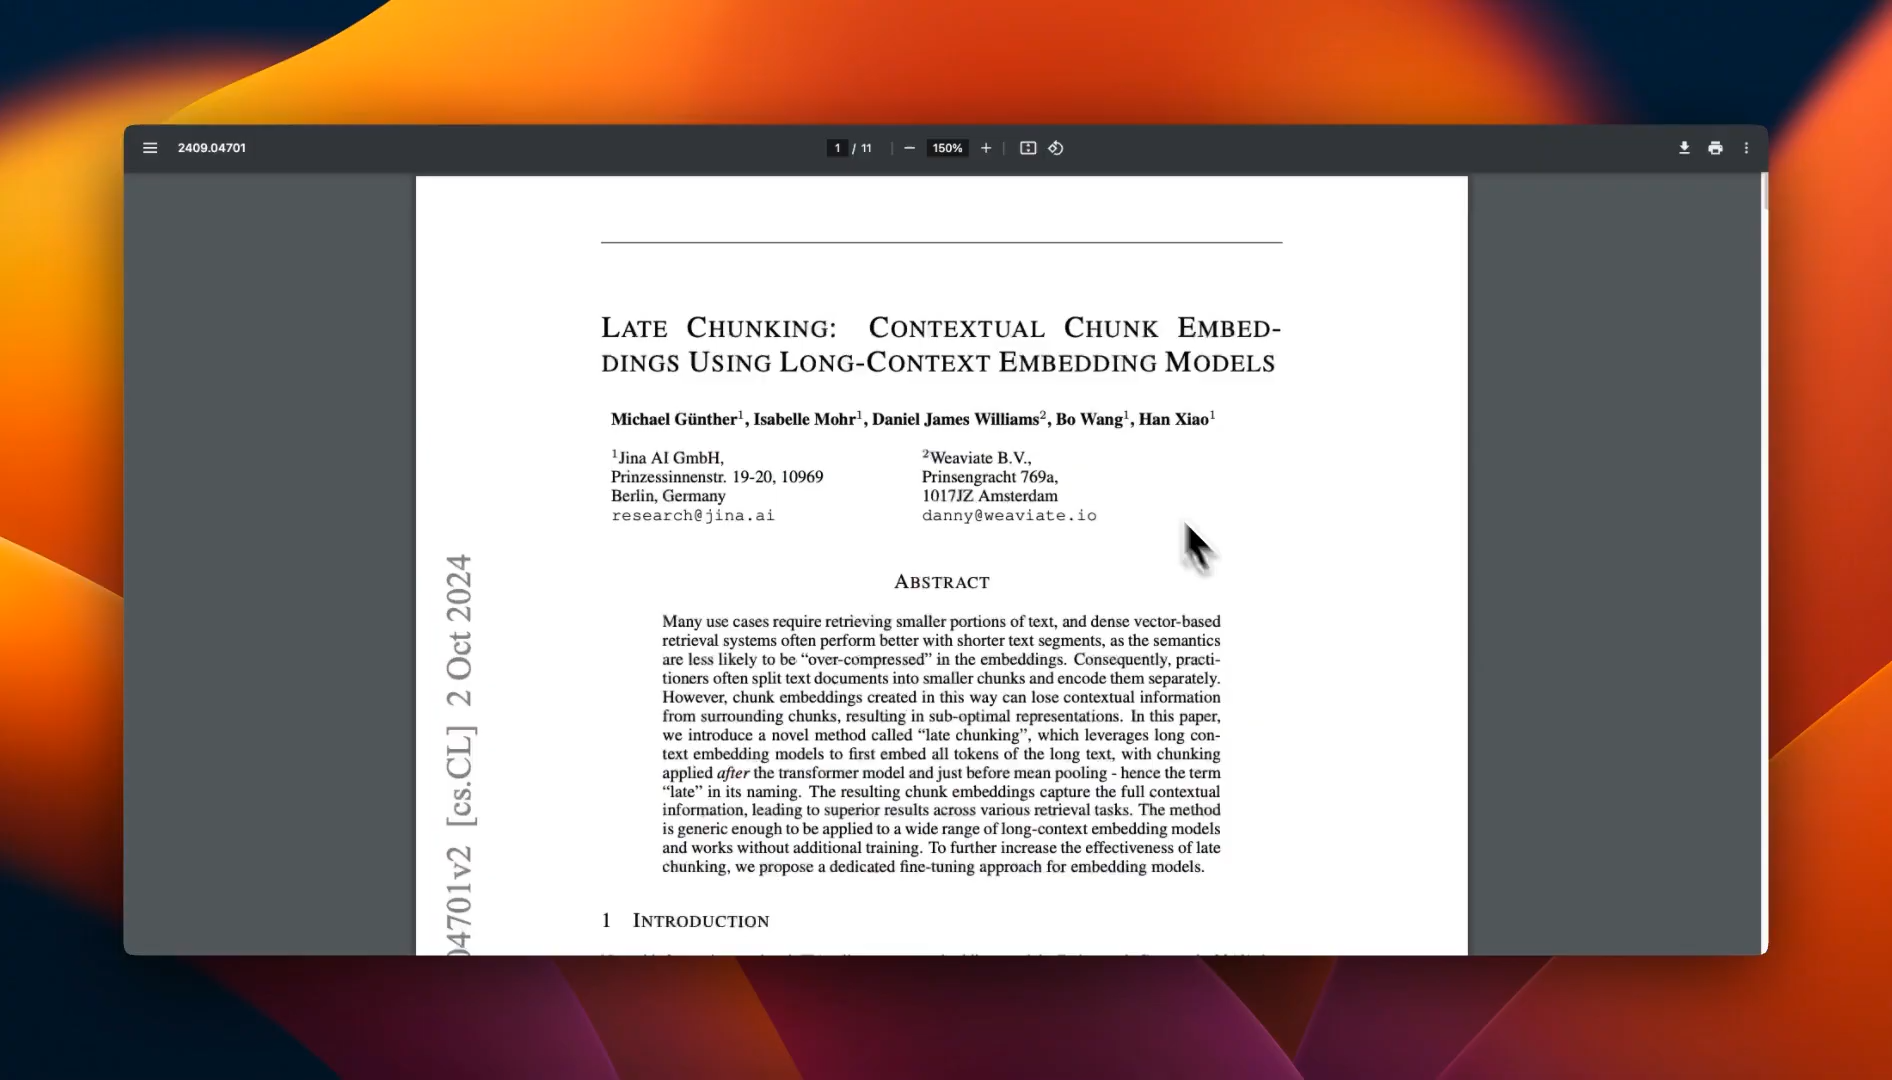 2409.04701
1 / 11 | − 150% + |
LATE CHUNKING: CONTEXTUAL CHUNK EMBED-
DINGS USING LONG-CONTEXT EMBEDDING MODELS
Michael Günther1, Isabelle Mohr1, Daniel James Williams2, Bo Wang1, Han Xiao1
1Jina AI GmbH,
Prinzessinnenstr. 19-20, 10969
Berlin, Germany
research@jina.ai
2Weaviate B.V.,
Prinsengracht 769a,
1017JZ Amsterdam
danny@weaviate.io
ABSTRACT
Many use cases require retrieving smaller portions of text, and dense vector-based
retrieval systems often perform better with shorter text segments, as the semantics
are less likely to be “over-compressed” in the embeddings. Consequently, practi-
tioners often split text documents into smaller chunks and encode them separately.
However, chunk embeddings created in this way can lose contextual information
from surrounding chunks, resulting in sub-optimal representations. In this paper,
we introduce a novel method called “late chunking”, which leverages long con-
text embedding models to first embed all tokens of the long text, with chunking
applied after the transformer model and just before mean pooling - hence the term
“late” in its naming. The resulting chunk embeddings capture the full contextual
information, leading to superior results across various retrieval tasks. The method
is generic enough to be applied to a wide range of long-context embedding models
and works without additional training. To further increase the effectiveness of late
chunking, we propose a dedicated fine-tuning approach for embedding models.
1 INTRODUCTION
04701v2 [cs.CL] 2 Oct 2024